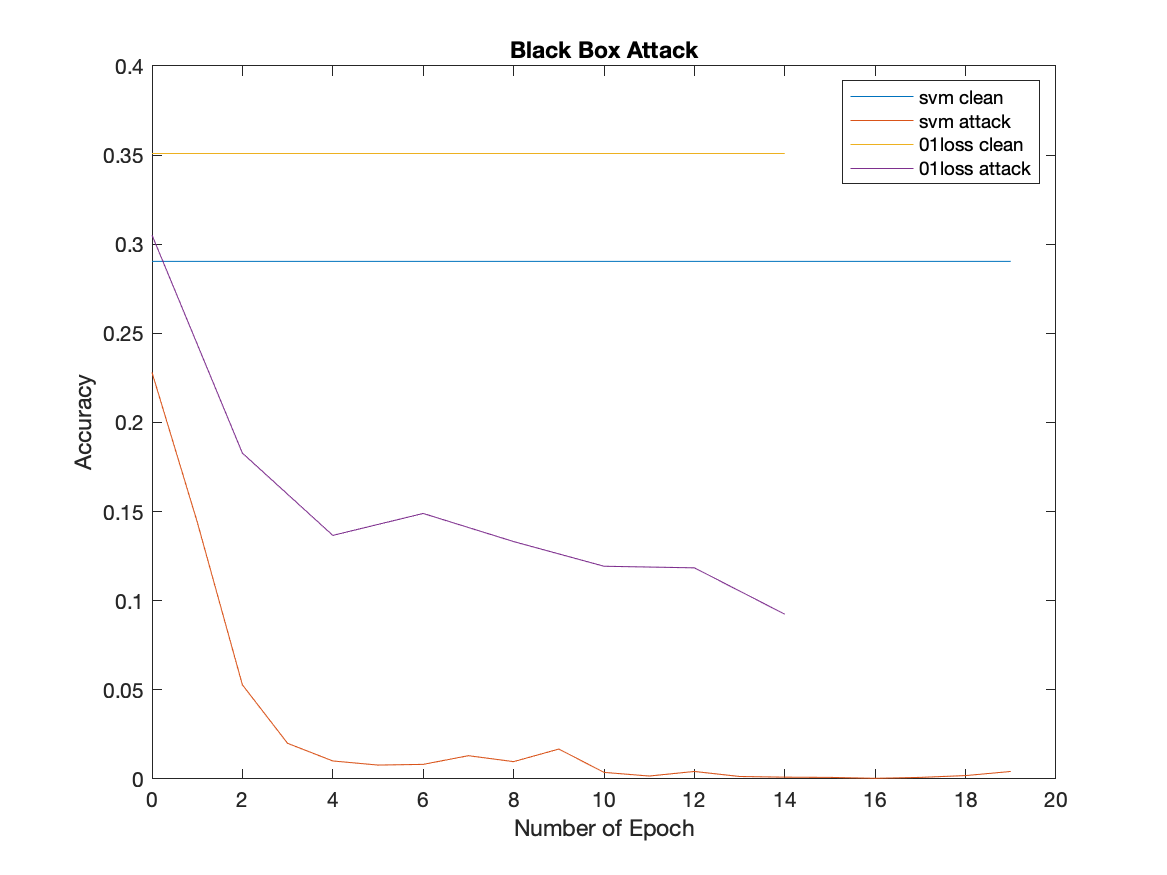 Black Box Attack
0.4
0.35
0.3
0.25
0.2
0.15
0.1
0.05
0
Accuracy
svm clean
svm attack
01loss clean
01loss attack
0 2 4 6 8 10 12 14 16 18 20
Number of Epoch